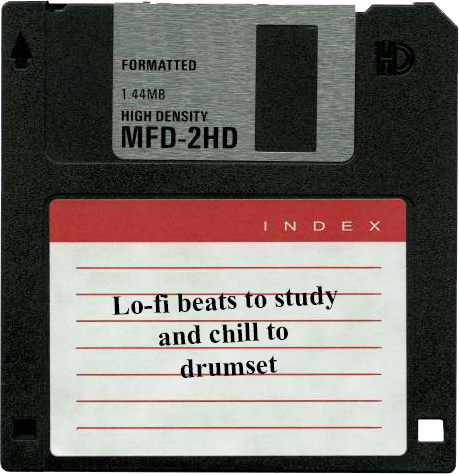 HD
FORMATTED
1.44MB
HIGH DENSITY
MFD-2HD
INDEX
Lo-fi beats to study
and chill to
drumset